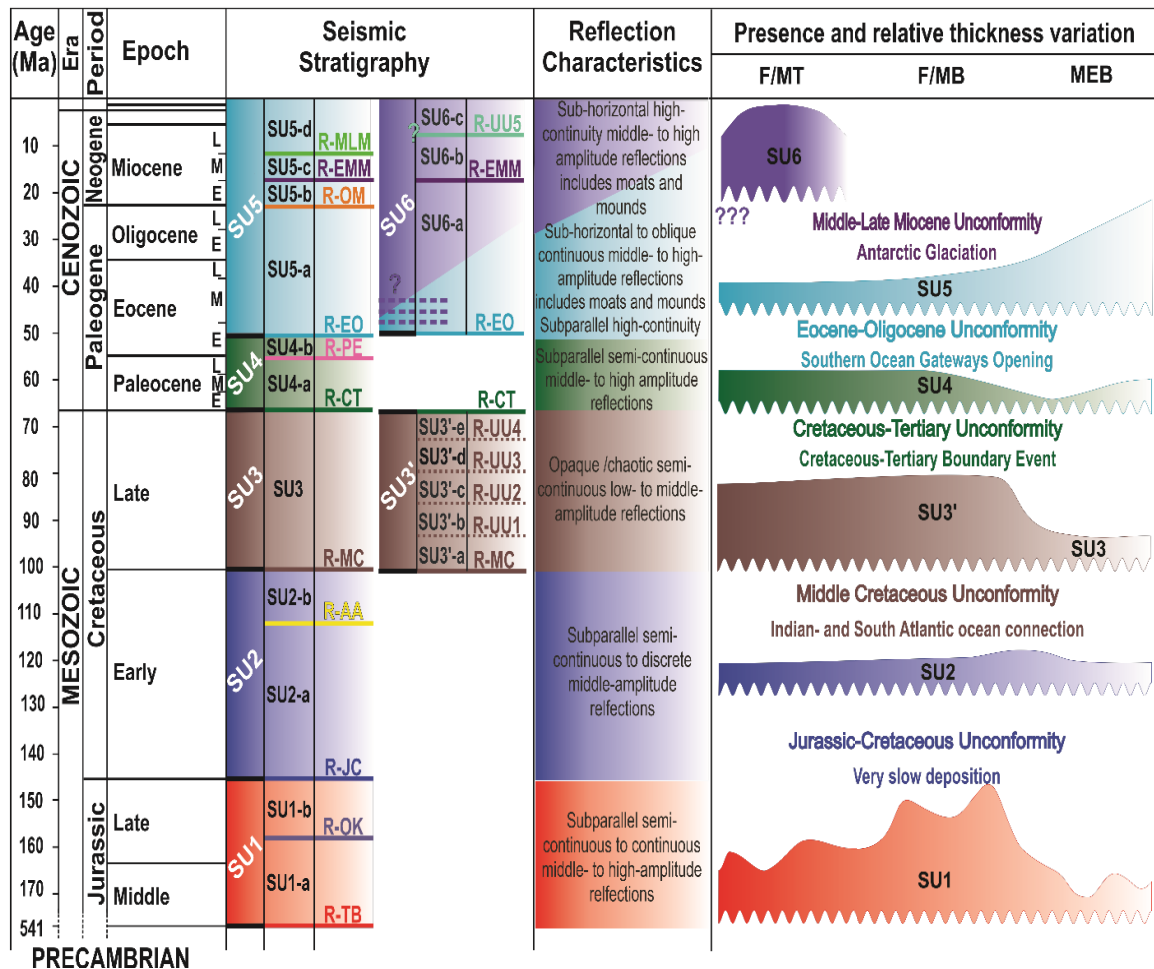 Age
(Ma)
Era
Period
Epoch
Seismic
Stratigraphy
Reflection
Characteristics
Presence and relative thickness variation
F/MT
F/MB
MEB
10
20
30
40
50
60
70
80
90
100
110
120
130
140
150
160
170
541
CENOZOIC
MESOZOIC
Neogene
Paleogene
Cretaceous
Jurassic
Miocene
L
M
E
Oligocene
L
E
Eocene
L
M
E
Paleocene
L
M
E
Late
Early
Late
Middle
PRECAMBRIAN
SU5
SU5-d
R-MLM
SU5-c
R-EMM
SU5-b
R-OM
SU5-a
R-EO
SU4
SU4-b
R-PE
SU4-a
R-CT
SU3
SU3
R-MC
SU2
SU2-b
R-AA
SU2-a
R-JC
SU1
SU1-b
R-OK
SU1-a
R-TB
?
SU6
SU6-c
R-UU5
SU6-b
R-EMM
SU6-a
?
R-EO
R-CT
SU3'
SU3'-e
R-UU4
SU3'-d
R-UU3
SU3'-c
R-UU2
SU3'-b
R-UU1
SU3'-a
R-MC
Sub-horizontal high-
continuity middle- to high
amplitude reflections
includes moats and
mounds
Sub-horizontal to oblique
continuous middle- to high-
amplitude reflections
includes moats and mounds
Subparallel high-continuity
Subparallel semi-continuous
middle- to high amplitude
reflections
Opaque /chaotic semi-
continuous low- to middle-
amplitude reflections
Subparallel semi-
continuous to discrete
middle-amplitude
relfections
Subparallel semi-
continuous to continuous
middle- to high-amplitude
relfections
SU6
???
Middle-Late Miocene Unconformity
Antarctic Glaciation
SU5
Eocene-Oligocene Unconformity
Southern Ocean Gateways Opening
SU4
Cretaceous-Tertiary Unconformity
Cretaceous-Tertiary Boundary Event
SU3'
SU3
Middle Cretaceous Unconformity
Indian- and South Atlantic ocean connection
SU2
Jurassic-Cretaceous Unconformity
Very slow deposition
SU1